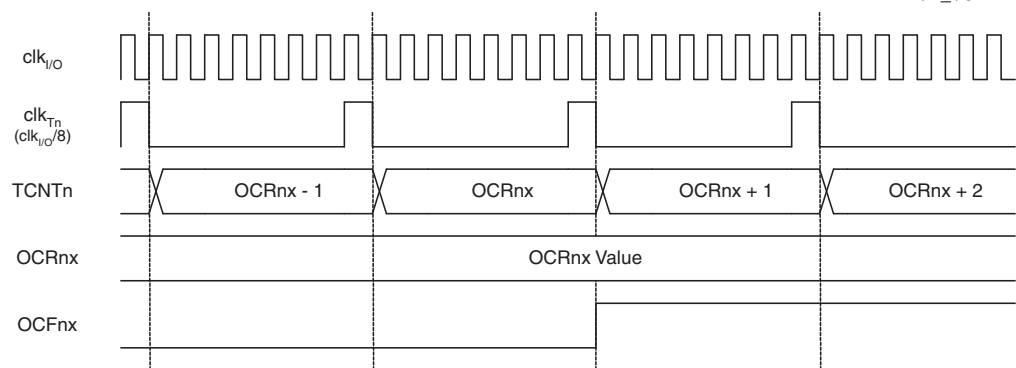 clkI/O
clkTn
(clkI/O/8)
TCNTn OCRnx - 1 OCRnx OCRnx + 1 OCRnx + 2
OCRnx OCRnx Value
OCFnx